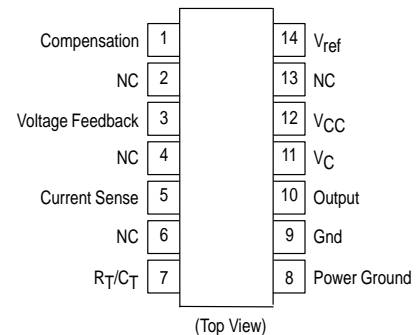 Compensation 1 14 Vref
NC 2 13 NC
Voltage Feedback 3 12 VCC
NC 4 11 VC
Current Sense 5 10 Output
NC 6 9 Gnd
RT/CT 7 8 Power Ground
(Top View)